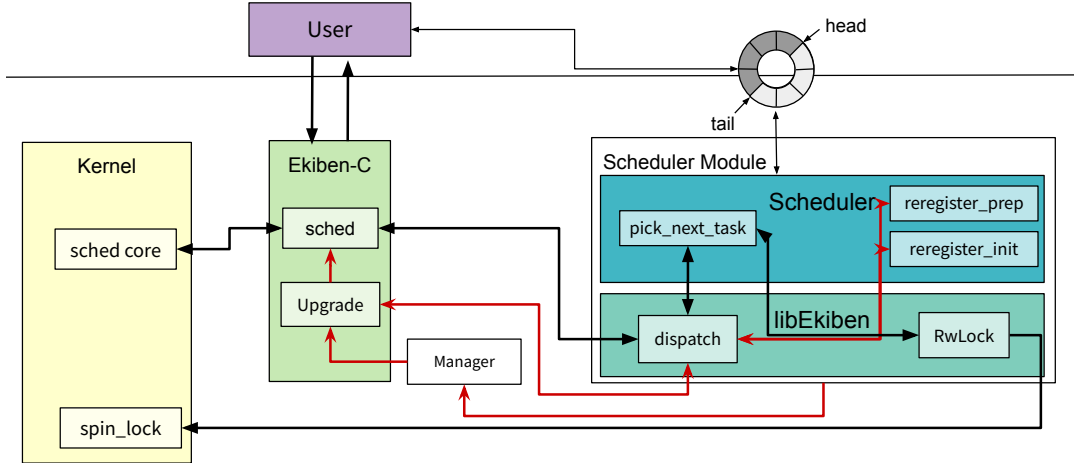 User
head
tail
Kernel
Ekiben-C
Scheduler Module
Scheduler
reregister_prep
sched
pick_next_task
sched core
reregister_init
Upgrade
libEkiben
dispatch
RwLock
Manager
spin_lock